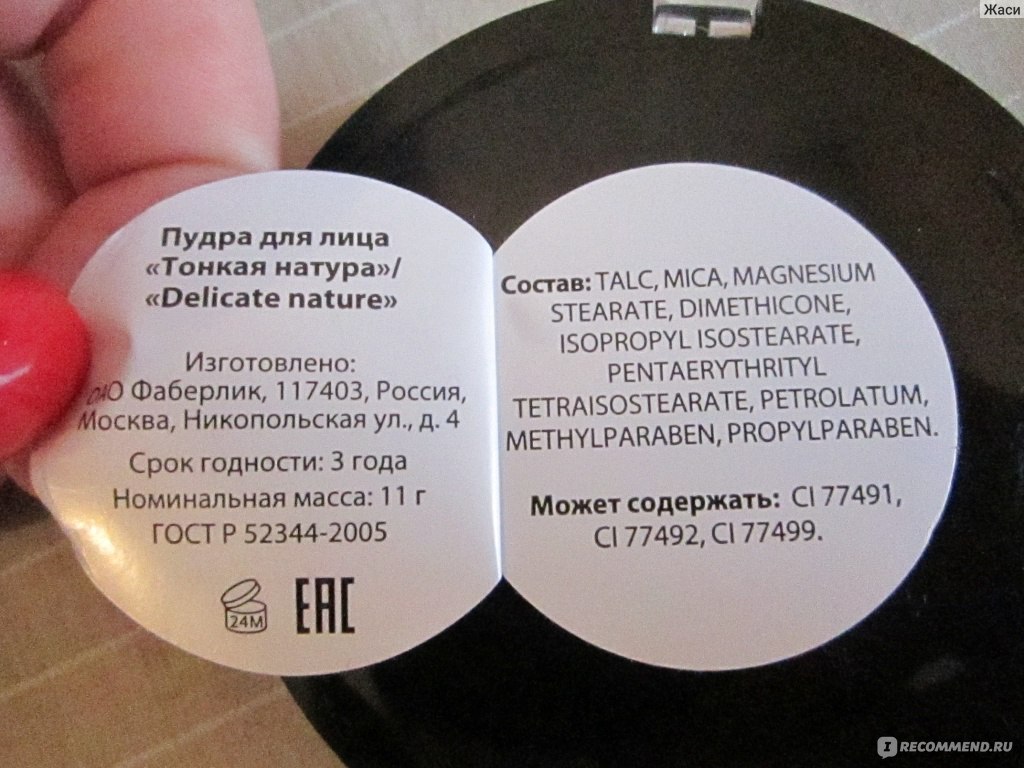 Жаси
Пудра для лица
«Тонкая натура»/
«Delicate nature»
Изготовлено:
ОАО Фаберлик, 117403, Россия,
Москва, Никопольская ул., д. 4
Срок годности: 3 года
Номинальная масса: 11 г
ГОСТ Р 52344-2005
24M
EAC
Состав: TALC, MICA, MAGNESIUM
STEARATE, DIMETHICONE,
ISOPROPYL ISOSTEARATE,
PENTAERYTHRITYL
TETRAISOSTEARATE, PETROLATUM,
METHYLPARABEN, PROPYLPARABEN.
Может содержать: CI 77491,
CI 77492, CI 77499.
IRECOMMEND.RU